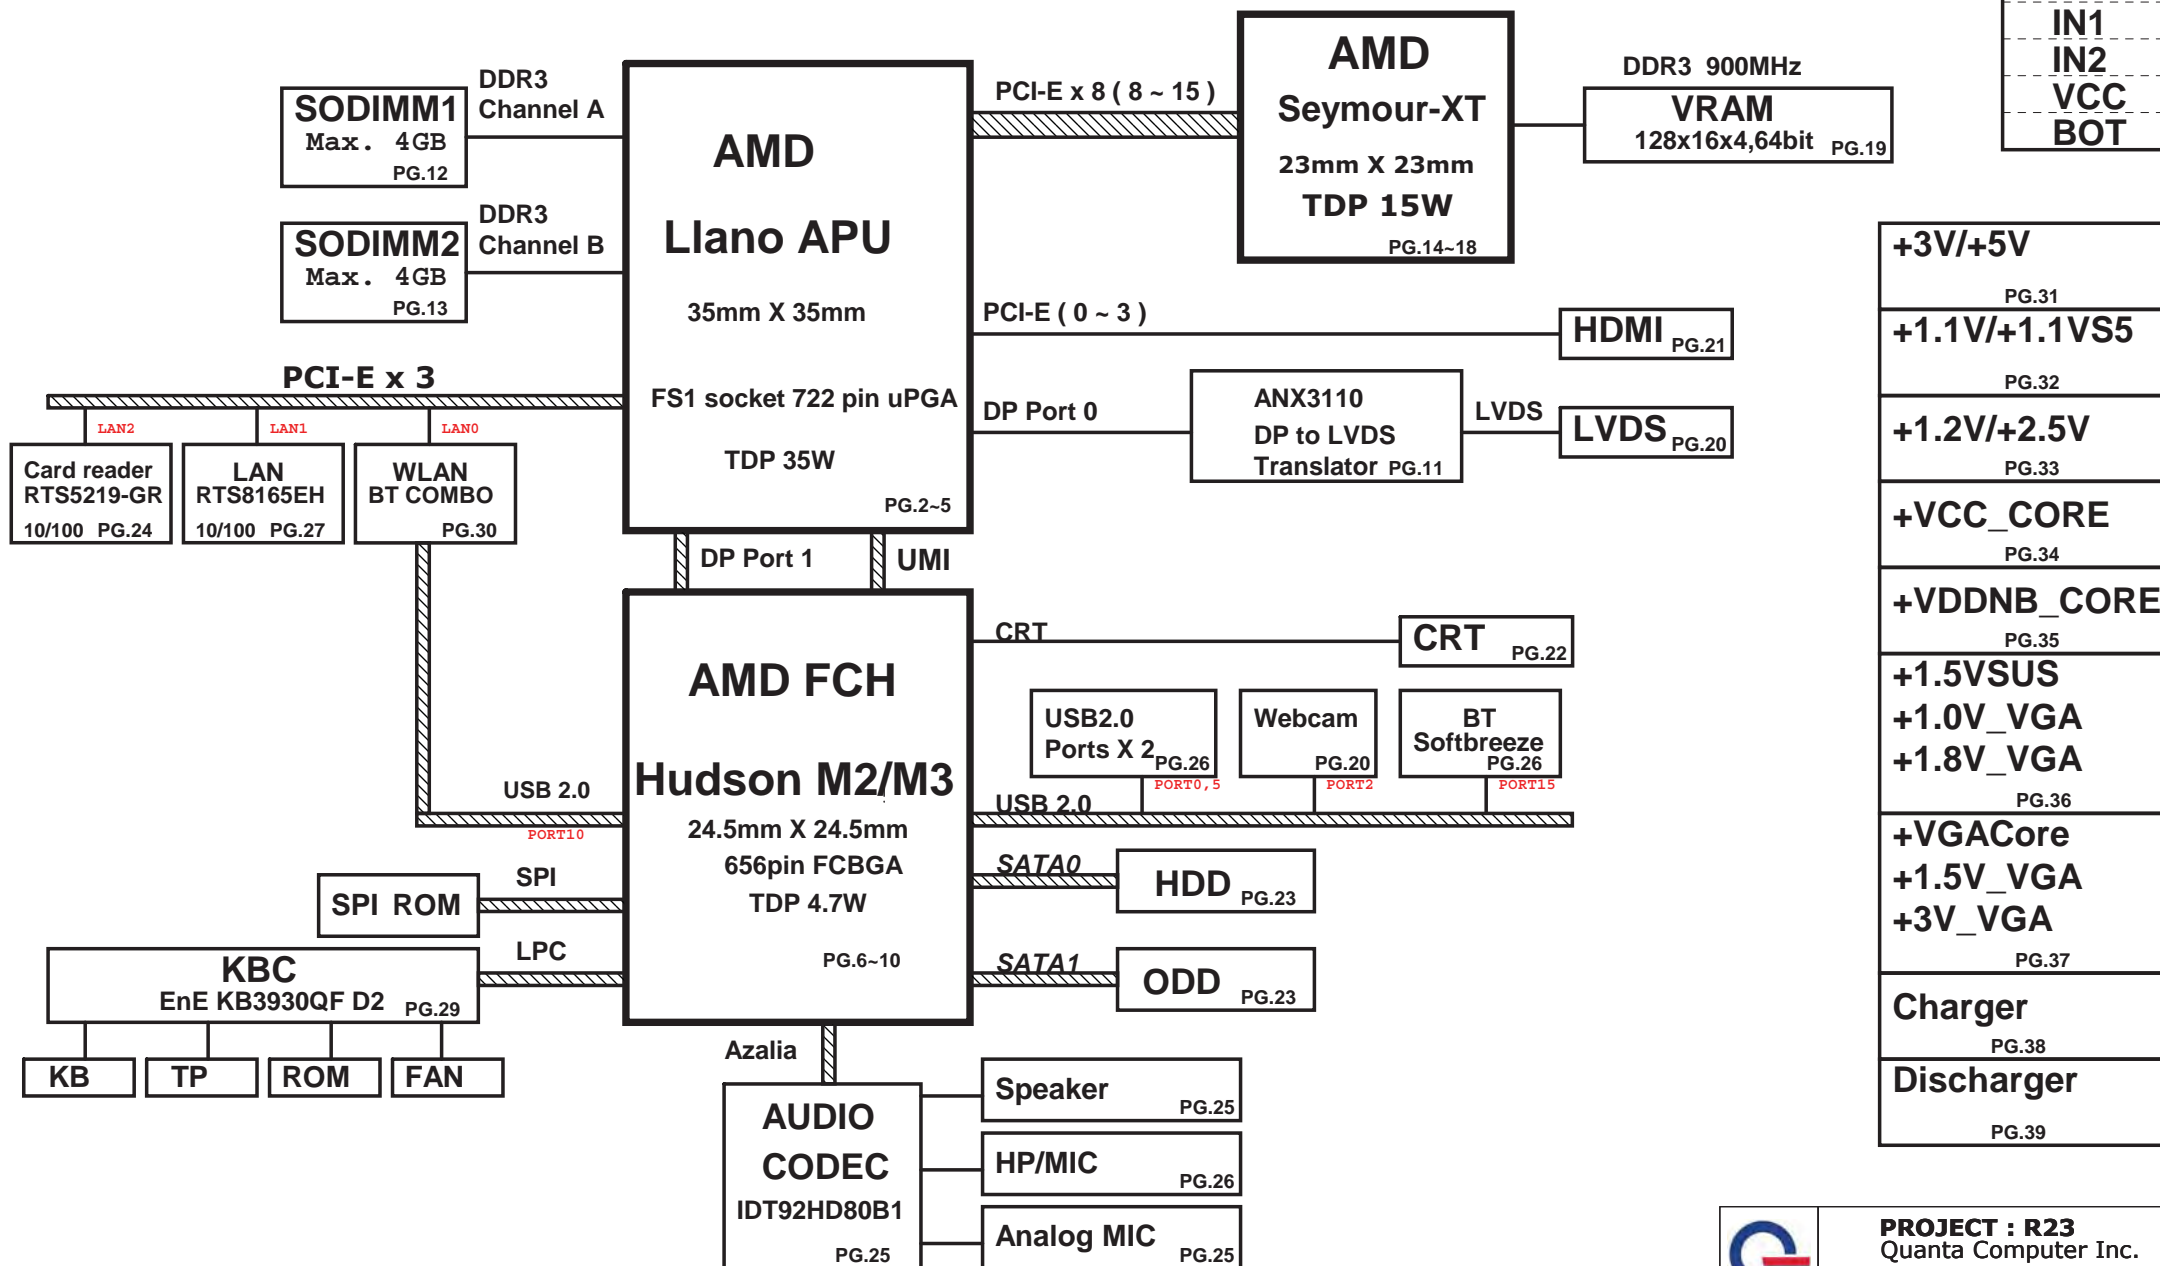 IN1
IN2
VCC
BOT
SODIMM1
Max. 4GB
PG.12
DDR3
Channel A
SODIMM2
Max. 4GB
PG.13
DDR3
Channel B
AMD
Llano APU
35mm X 35mm
FS1 socket 722 pin uPGA
TDP 35W
PG.2~5
PCI-E x 8 ( 8 ~ 15 )
AMD
Seymour-XT
23mm X 23mm
TDP 15W
PG.14~18
DDR3 900MHz
VRAM
128x16x4,64bit PG.19
PCI-E ( 0 ~ 3 )
HDMI PG.21
DP Port 0
ANX3110
DP to LVDS
Translator PG.11
LVDS
LVDS PG.20
PCI-E x 3
LAN2
LAN1
LAN0
Card reader
RTS5219-GR
10/100 PG.24
LAN
RTS8165EH
10/100 PG.27
WLAN
BT COMBO
PG.30
DP Port 1
UMI
AMD FCH
Hudson M2/M3
24.5mm X 24.5mm
656pin FCBGA
TDP 4.7W
PG.6~10
CRT
CRT PG.22
USB2.0
Ports X 2
PG.26
PORT0,5
Webcam
PG.20
PORT2
BT
Softbreeze
PG.26
PORT15
USB 2.0
USB 2.0
PORT10
SATA0
HDD PG.23
SATA1
ODD PG.23
SPI
SPI ROM
LPC
KBC
EnE KB3930QF D2 PG.29
KB
TP
ROM
FAN
Azalia
AUDIO
CODEC
IDT92HD80B1
PG.25
Speaker
PG.25
HP/MIC
PG.26
Analog MIC
PG.25
+3V/+5V
PG.31
+1.1V/+1.1VS5
PG.32
+1.2V/+2.5V
PG.33
+VCC_CORE
PG.34
+VDDNB_CORE
PG.35
+1.5VSUS
+1.0V_VGA
+1.8V_VGA
PG.36
+VGACore
+1.5V_VGA
+3V_VGA
PG.37
Charger
PG.38
Discharger
PG.39
PROJECT : R23
Quanta Computer Inc.